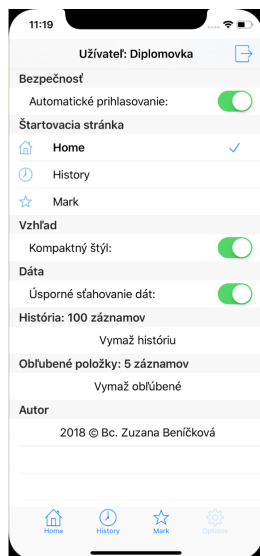 11:19
Užívateľ: Diplomovka
Bezpečnosť
Automatické prihlasovanie:
Štartovacia stránka
Home
History
Mark
Vzhľad
Kompaktný štýl:
Dáta
Úsporné sťahovanie dát:
História: 100 záznamov
Vymaž históriu
Obľubené položky: 5 záznamov
Vymaž obľúbené
Autor
2018 © Bc. Zuzana Beníčková
Home History Mark Options